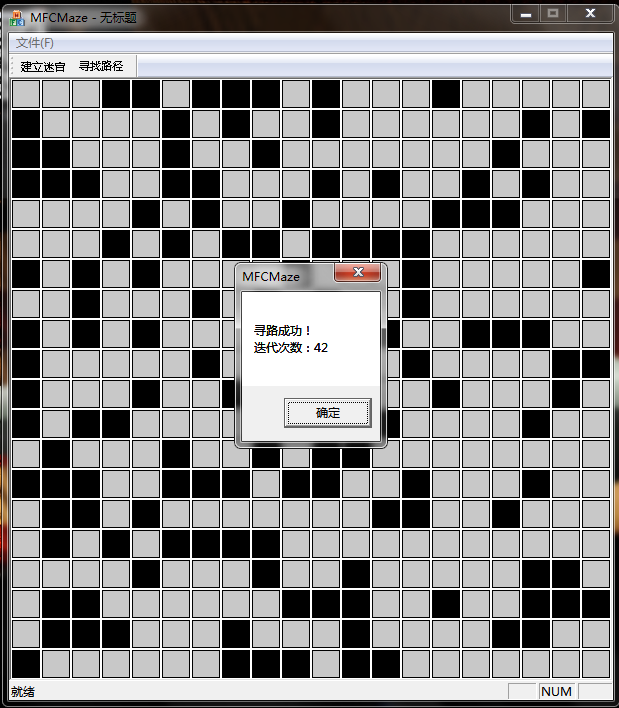 MFCMaze - 无标题
文件(F)
建立迷宫 寻找路径
MFCMaze
寻路成功！
迭代次数：42
确定
就绪 NUM